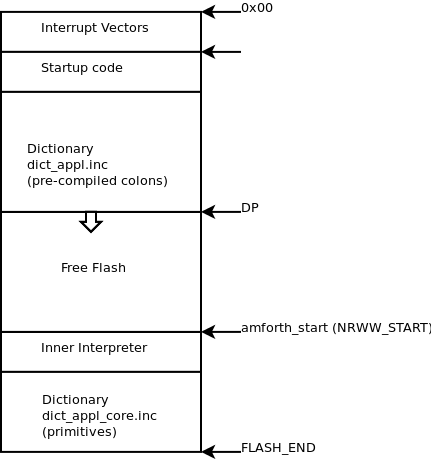 0x00
Interrupt Vectors
Startup code
Dictionary
dict_appl.inc
(pre-compiled colons)
DP
Free Flash
amforth_start (NRWW_START)
Inner Interpreter
Dictionary
dict_appl_core.inc
(primitives)
FLASH_END